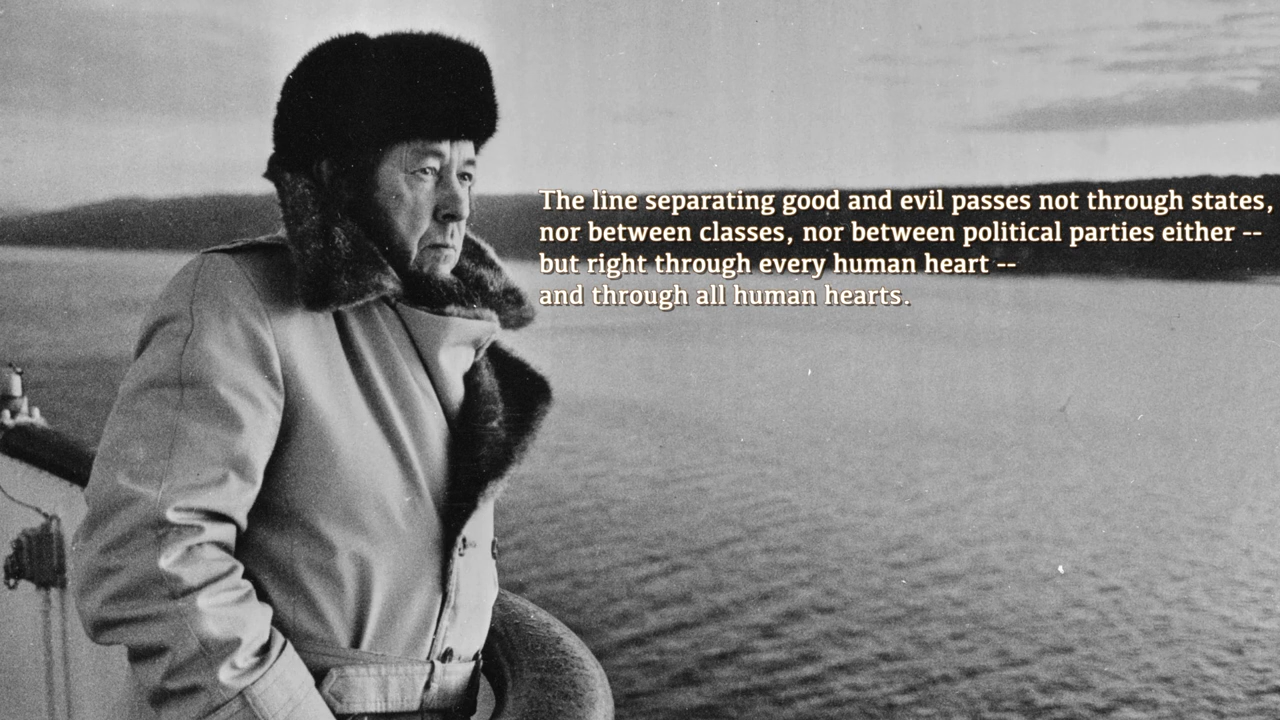 The line separating good and evil passes not through states,
nor between classes, nor between political parties either --
but right through every human heart --
and through all human hearts.